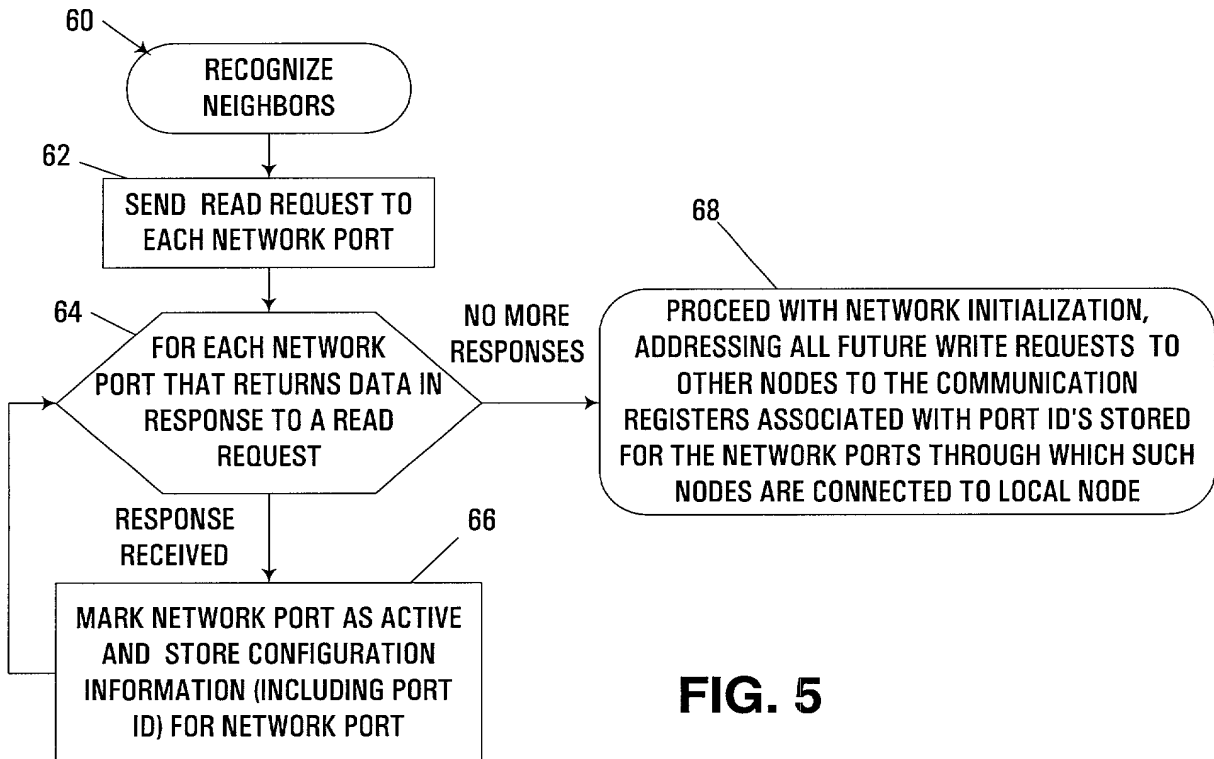 60
RECOGNIZE
NEIGHBORS
62
SEND READ REQUEST TO
EACH NETWORK PORT
64
FOR EACH NETWORK
PORT THAT RETURNS DATA IN
RESPONSE TO A READ
REQUEST
NO MORE
RESPONSES
68
PROCEED WITH NETWORK INITIALIZATION,
ADDRESSING ALL FUTURE WRITE REQUESTS TO
OTHER NODES TO THE COMMUNICATION
REGISTERS ASSOCIATED WITH PORT ID'S STORED
FOR THE NETWORK PORTS THROUGH WHICH SUCH
NODES ARE CONNECTED TO LOCAL NODE
RESPONSE
RECEIVED
66
MARK NETWORK PORT AS ACTIVE
AND STORE CONFIGURATION
INFORMATION (INCLUDING PORT
ID) FOR NETWORK PORT
FIG. 5